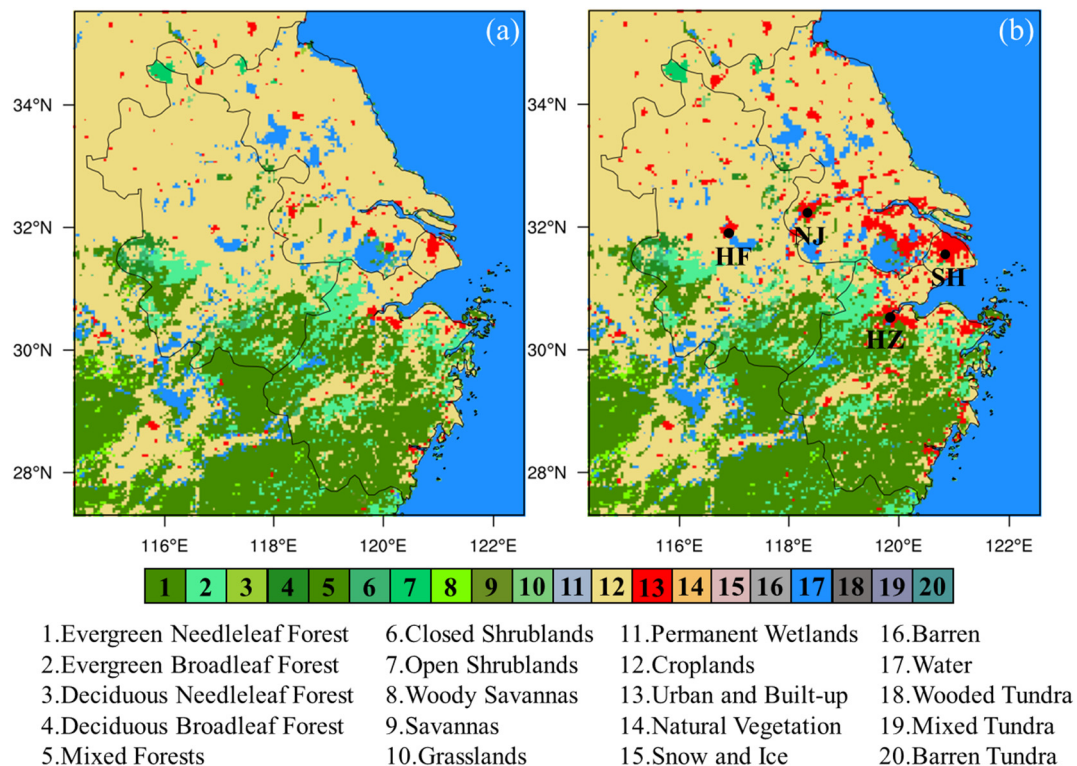 (a) (b)
34°N 34°N
32°N 32°N
30°N 30°N
28°N 28°N
NJ
HF
SH
HZ
116°E 118°E 120°E 122°E 116°E 118°E 120°E 122°E
1 2 3 4 5 6 7 8 9 10 11 12 13 14 15 16 17 18 19 20
1.Evergreen Needleleaf Forest 6.Closed Shrublands 11.Permanent Wetlands 16.Barren
2.Evergreen Broadleaf Forest 7.Open Shrublands 12.Croplands 17.Water
3.Deciduous Needleleaf Forest 8.Woody Savannas 13.Urban and Built-up 18.Wooded Tundra
4.Deciduous Broadleaf Forest 9.Savannas 14.Natural Vegetation 19.Mixed Tundra
5.Mixed Forests 10.Grasslands 15.Snow and Ice 20.Barren Tundra